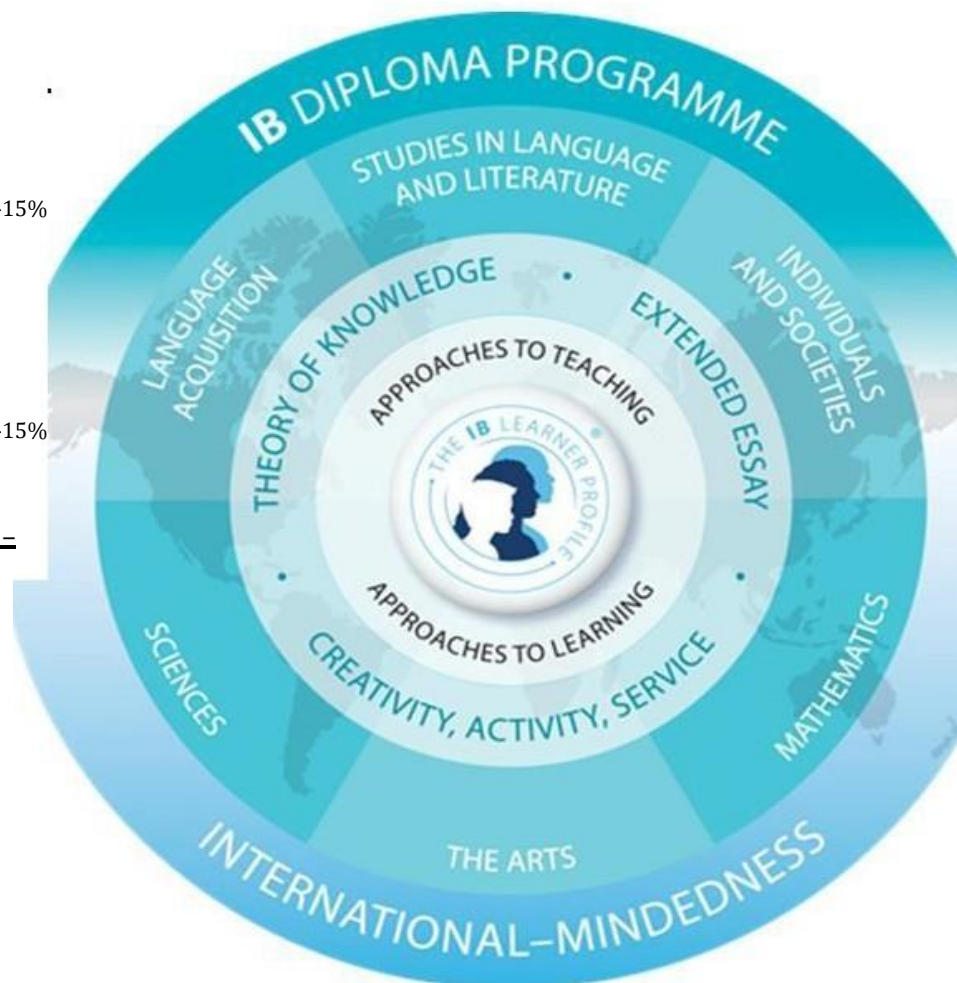 IB DIPLOMA PROGRAMME
-15%
STUDIES IN LANGUAGE
AND LITERATURE
LANGUAGE
ACQUISITION
INDIVIDUALS
AND SOCIETIES
THEORY OF KNOWLEDGE
EXTENDED ESSAY
APPROACHES TO TEACHING
-15%
THE IB LEARNER PROFILE
®
APPROACHES TO LEARNING
CREATIVITY, ACTIVITY, SERVICE
SCIENCES
MATHEMATICS
THE ARTS
INTERNATIONAL–MINDEDNESS